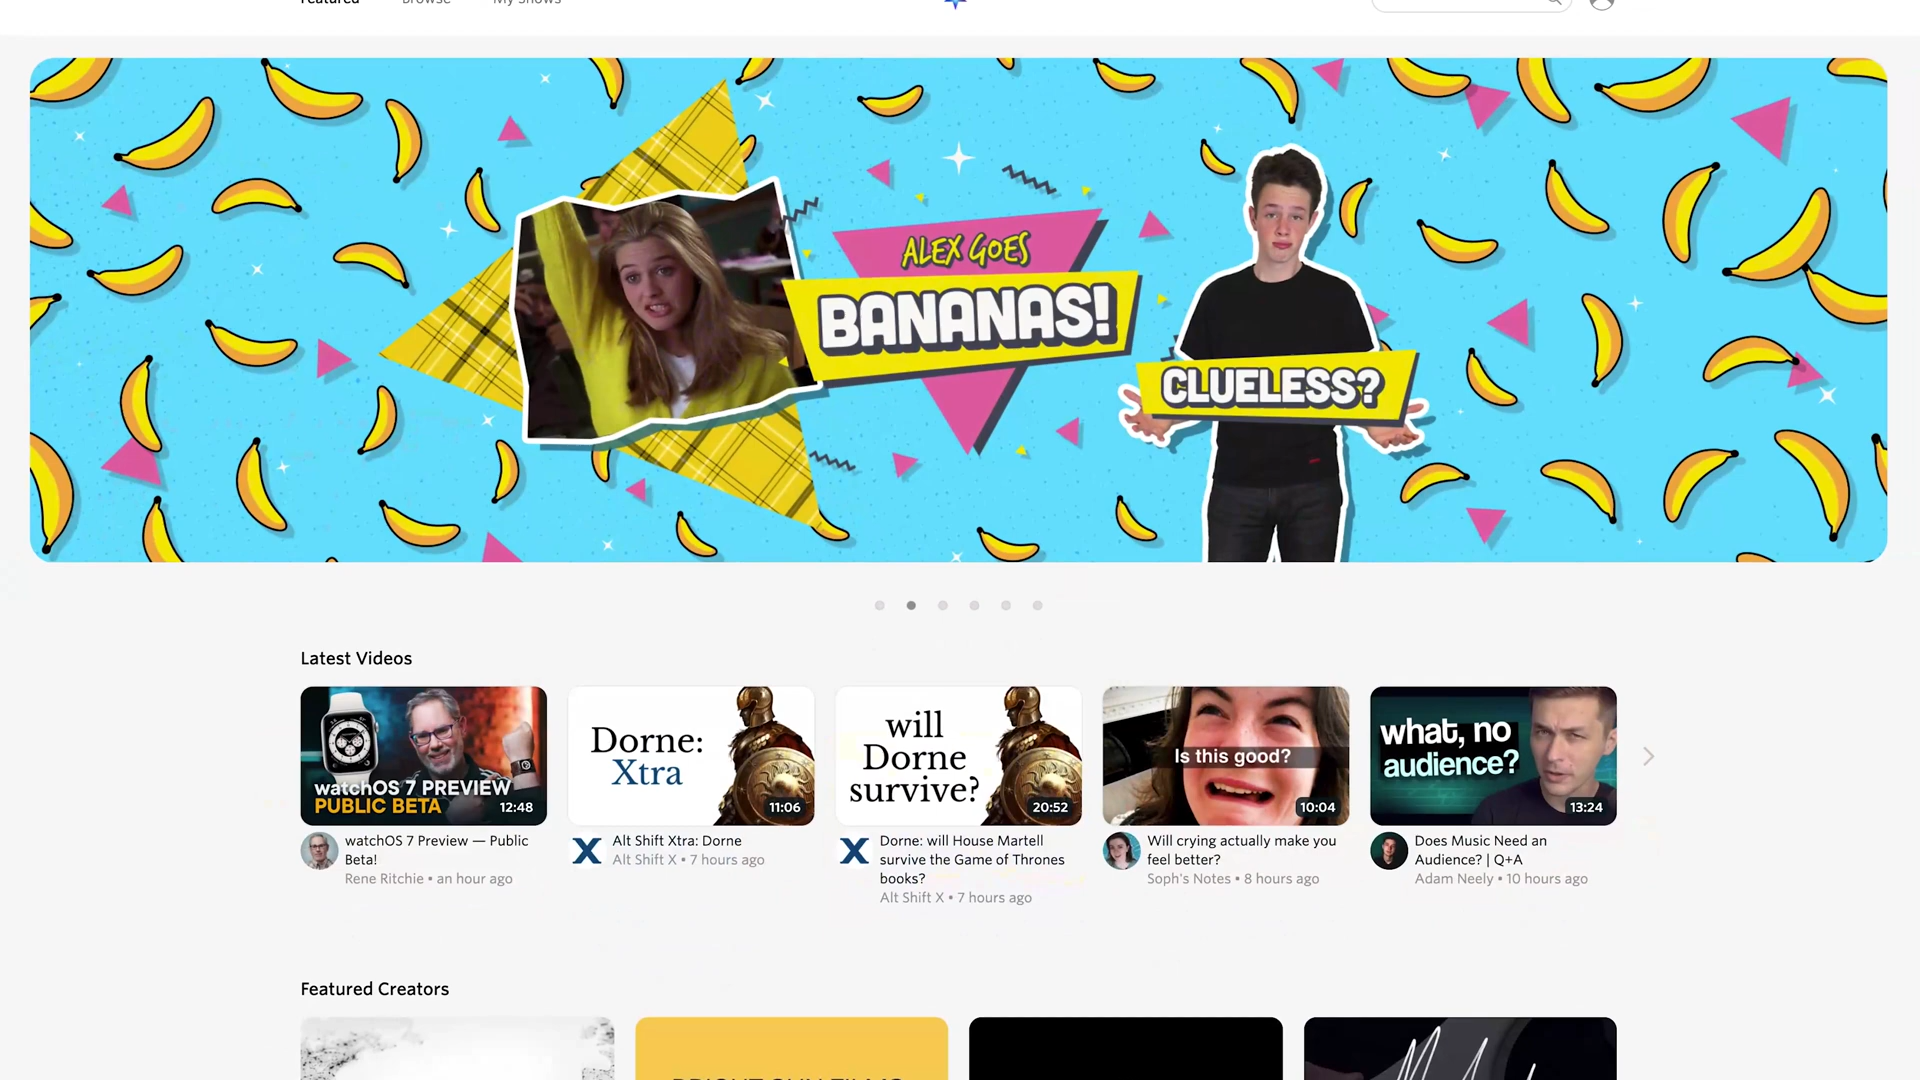 Featured Browse My Shows
ALEX GOES
BANANAS!
CLUELESS?
Latest Videos
watchOS 7 PREVIEW
PUBLIC BETA
12:48
Dorne:
Xtra
11:06
will
Dorne
survive?
20:52
Is this good?
10:04
what, no
audience?
13:24
watchOS 7 Preview — Public
Beta!
Rene Ritchie • an hour ago
Alt Shift Xtra: Dorne
Alt Shift X • 7 hours ago
Dorne: will House Martell
survive the Game of Thrones
books?
Alt Shift X • 7 hours ago
Will crying actually make you
feel better?
Soph's Notes • 8 hours ago
Does Music Need an
Audience? | Q+A
Adam Neely • 10 hours ago
Featured Creators